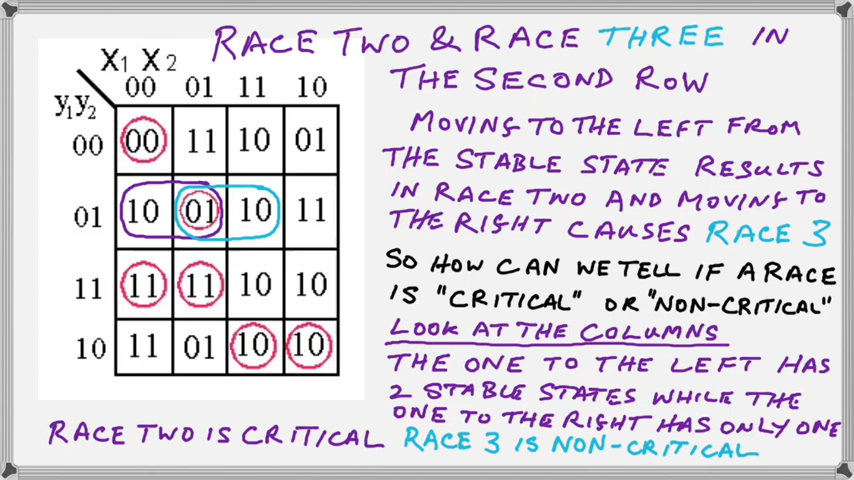 RACE TWO & RACE THREE IN
THE SECOND ROW
X1 X2
00 01 11 10
y1y2
00 00 11 10 01
01 10 01 10 11
11 11 11 10 10
10 11 01 10 10
MOVING TO THE LEFT FROM
THE STABLE STATE RESULTS
IN RACE TWO AND MOVING TO
THE RIGHT CAUSES RACE 3
SO HOW CAN WE TELL IF A RACE
IS "CRITICAL" OR "NON-CRITICAL"
LOOK AT THE COLUMNS
THE ONE TO THE LEFT HAS
2 STABLE STATES WHILE THE
ONE TO THE RIGHT HAS ONLY ONE
RACE TWO IS CRITICAL RACE 3 IS NON-CRITICAL